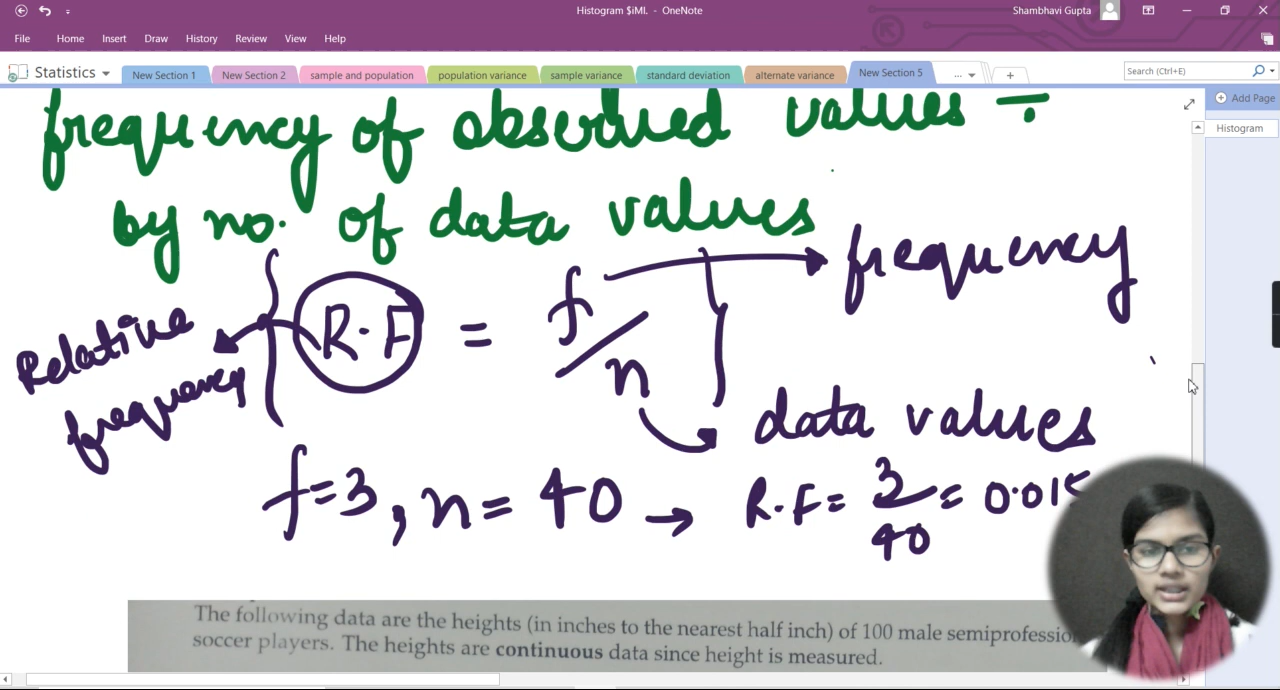 Histogram $iMl. - OneNote
Shambhavi Gupta
File Home Insert Draw History Review View Help
Statistics
New Section 1 New Section 2 sample and population population variance sample variance standard deviation alternate variance New Section 5 ... +
Search (Ctrl+E)
Add Page
Histogram
frequency of observed values ÷
by no. of data values
Relative frequency
R.F = f/n
frequency
data values
f=3, n= 40 → R.F= 3/40 = 0.015
The following data are the heights (in inches to the nearest half inch) of 100 male
soccer players. The heights are continuous data since height is measured.